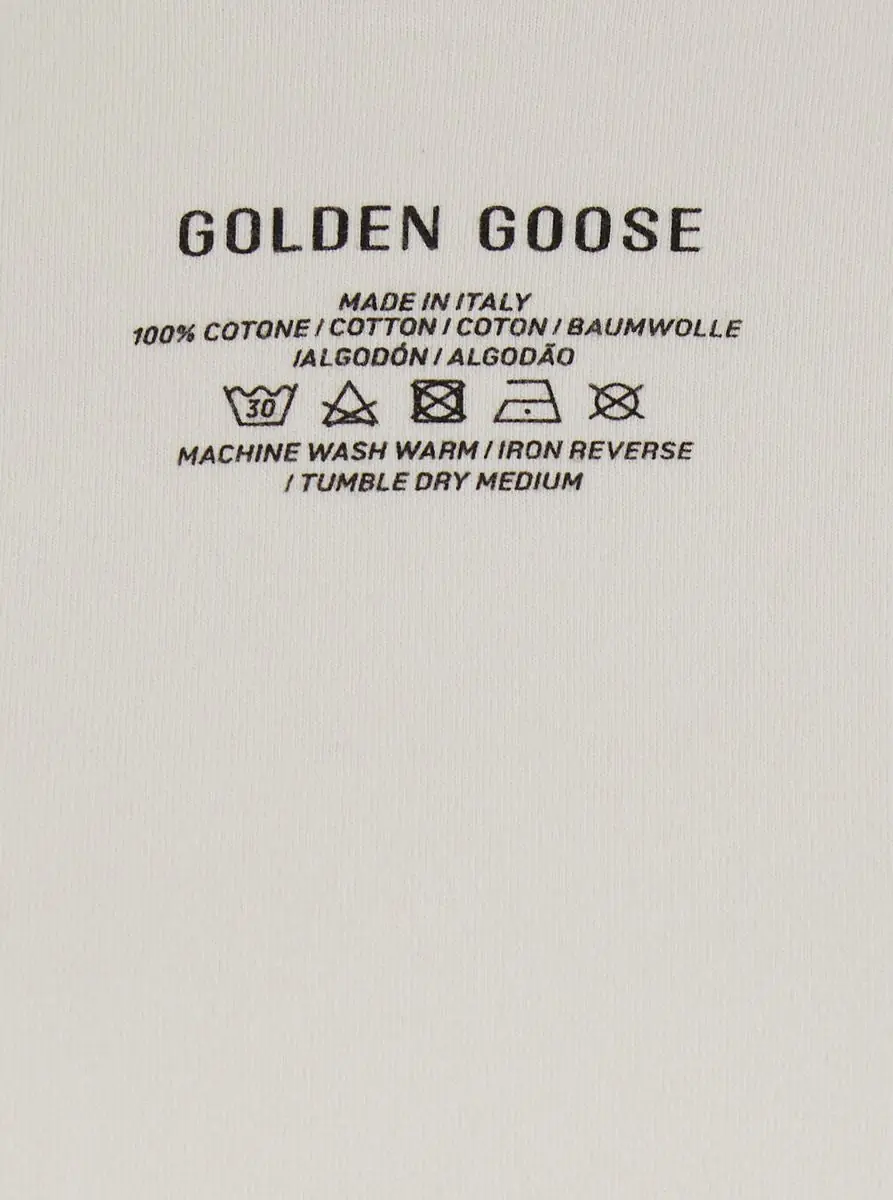 GOLDEN GOOSE
MADE IN ITALY
100% COTONE / COTTON / COTON / BAUMWOLLE
/ALGODÓN / ALGODÃO
30
MACHINE WASH WARM / IRON REVERSE
/ TUMBLE DRY MEDIUM